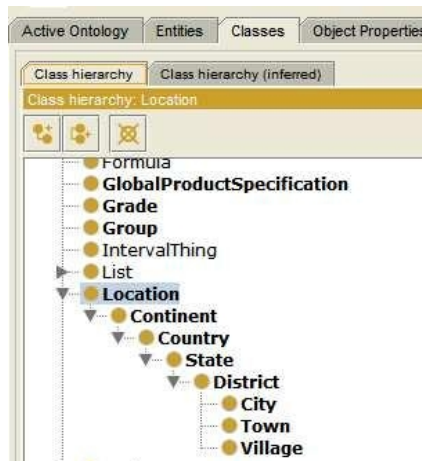 Active Ontology Entities Classes Object Properties
Class hierarchy Class hierarchy (inferred)
Class hierarchy: Location
Formula
GlobalProductSpecification
Grade
Group
IntervalThing
List
Location
Continent
Country
State
District
City
Town
Village